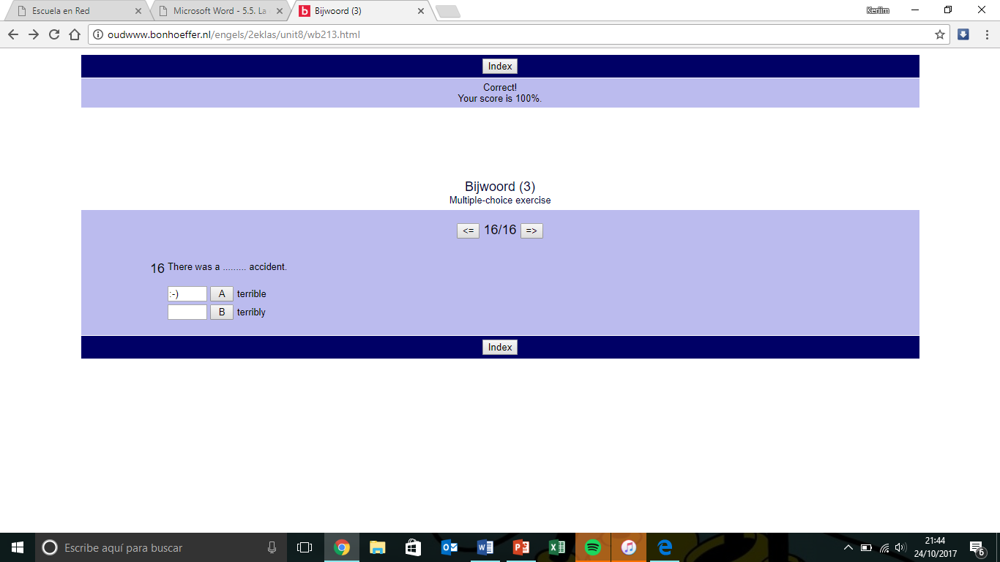 Escuela en Red
Microsoft Word - 5.5. La
Bijwoord (3)
Keriim
oudwww.bonhoeffer.nl/engels/2eklas/unit8/wb213.html
Index
Correct!
Your score is 100%.
Bijwoord (3)
Multiple-choice exercise
<= 16/16 =>
16 There was a ......... accident.
:-) A terrible
B terribly
Index
Escribe aquí para buscar
21:44
24/10/2017
6